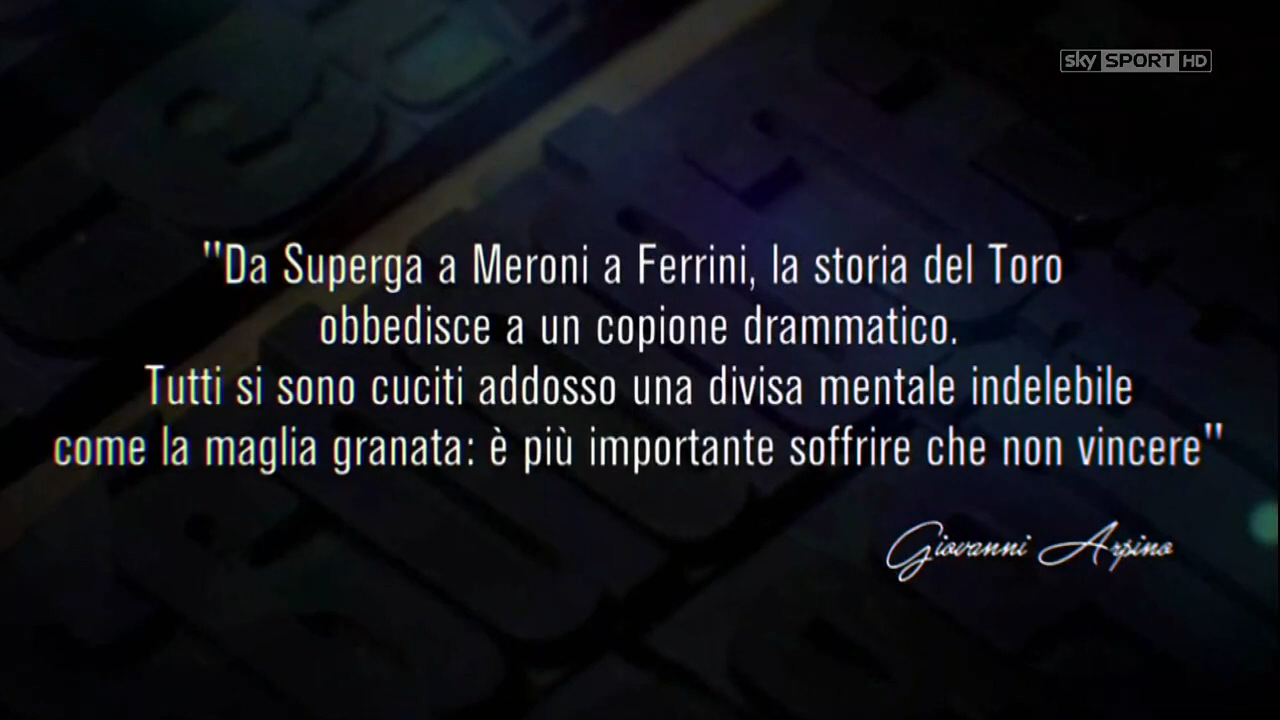 sky SPORT HD
"Da Superga a Meroni a Ferrini, la storia del Toro
obbedisce a un copione drammatico.
Tutti si sono cuciti addosso una divisa mentale indelebile
come la maglia granata: è più importante soffrire che non vincere"
Giovanni Arpino